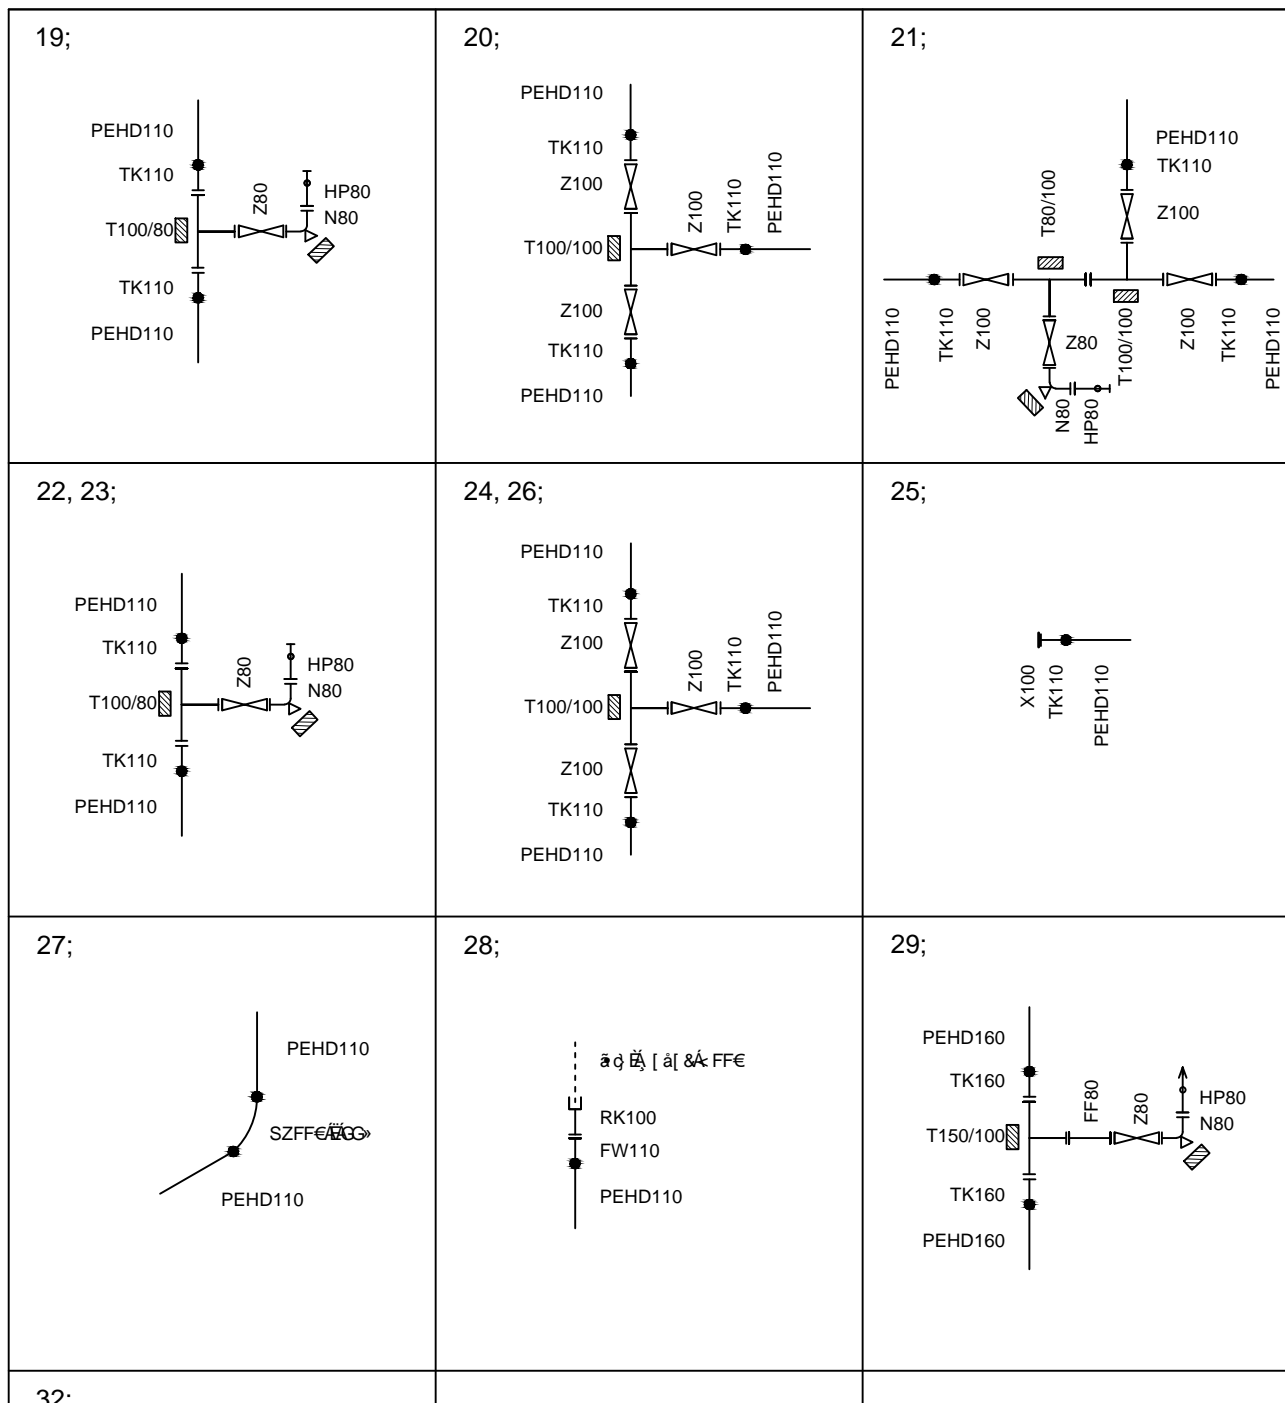 19;
PEHD110
TK110
T100/80
TK110
PEHD110
Z80
HP80
N80
20;
PEHD110
TK110
Z100
T100/100
Z100
TK110
PEHD110
Z100
TK110
PEHD110
21;
PEHD110
TK110
Z100
T80/100
PEHD110
TK110
Z100
Z80
N80
HP80
T100/100
Z100
TK110
PEHD110
22, 23;
PEHD110
TK110
T100/80
TK110
PEHD110
Z80
HP80
N80
24, 26;
PEHD110
TK110
Z100
T100/100
Z100
TK110
PEHD110
Z100
TK110
PEHD110
25;
X100
TK110
PEHD110
27;
PEHD110
PEHD110
28;
RK100
FW110
PEHD110
29;
PEHD160
TK160
T150/100
TK160
PEHD160
FF80
Z80
HP80
N80
32;